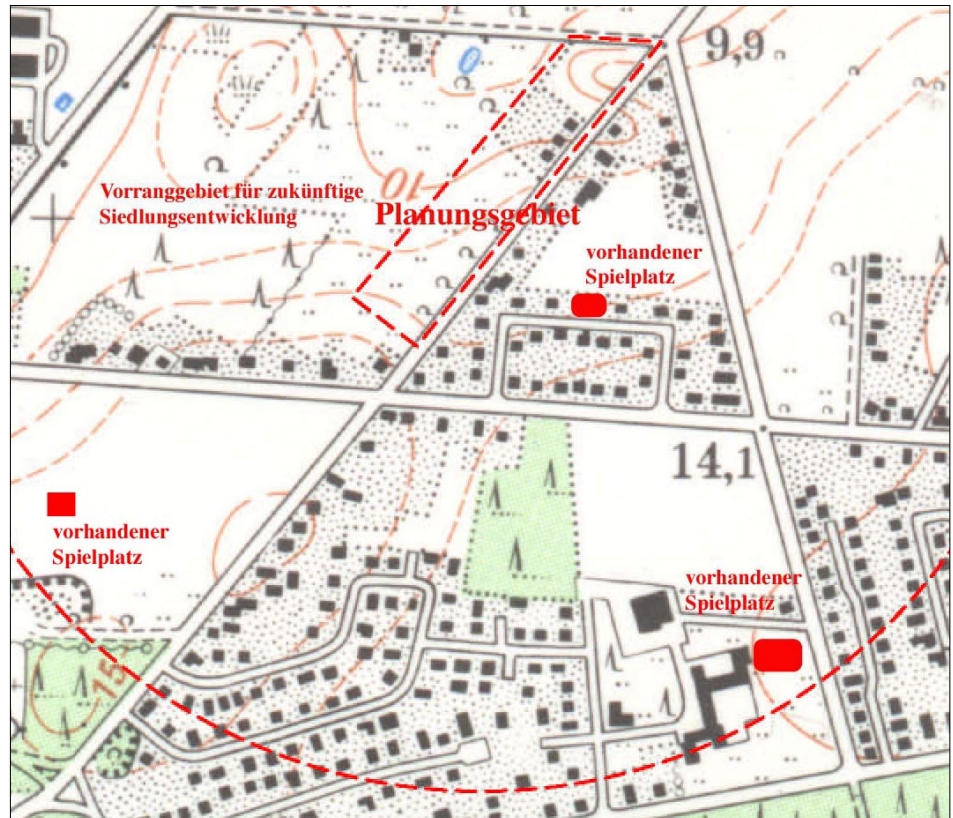 9,9
10
Vorranggebiet für zukünftige
Siedlungsentwicklung
Planungsgebiet
vorhandener
Spielplatz
14,1
vorhandener
Spielplatz
vorhandener
Spielplatz
15